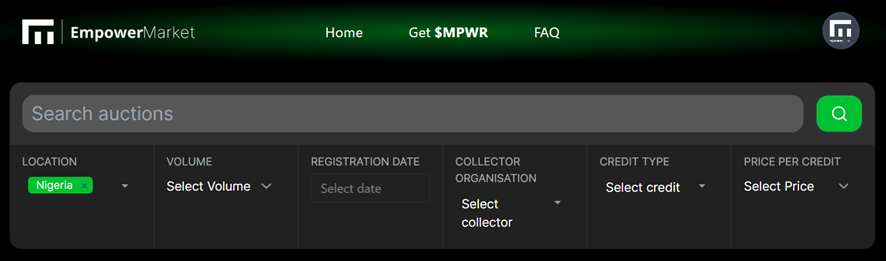 EmpowerMarket
Home
Get $MPWR
FAQ
Search auctions
LOCATION
VOLUME
REGISTRATION DATE
COLLECTOR
ORGANISATION
CREDIT TYPE
PRICE PER CREDIT
Nigeria ×
Select Volume
Select date
Select
collector
Select credit
Select Price